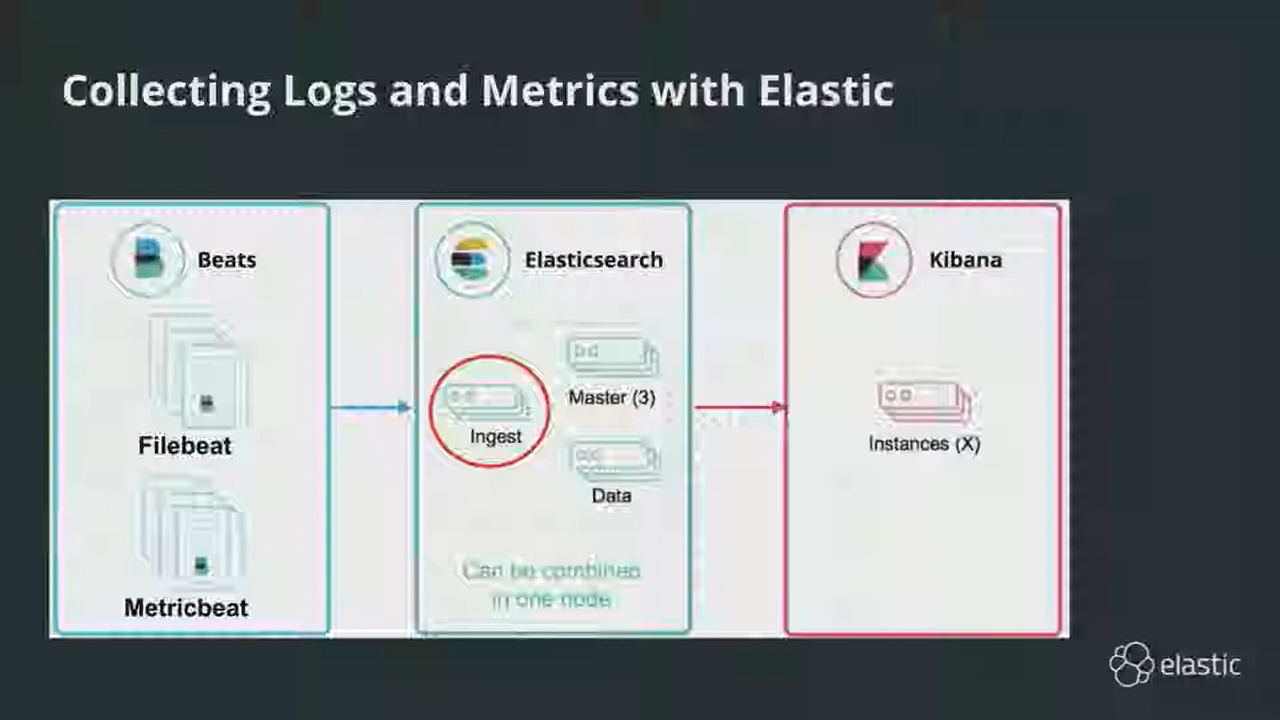 Collecting Logs and Metrics with Elastic
Beats
Filebeat
Metricbeat
Elasticsearch
Master (3)
Ingest
Data
Can be combined
in one node
Kibana
Instances (X)
elastic